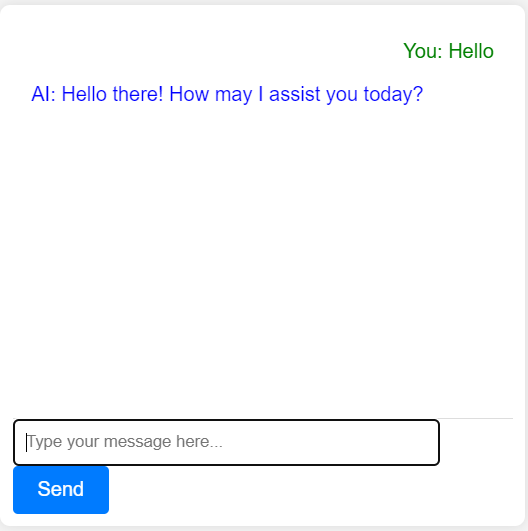 You: Hello
AI: Hello there! How may I assist you today?
Type your message here...
Send